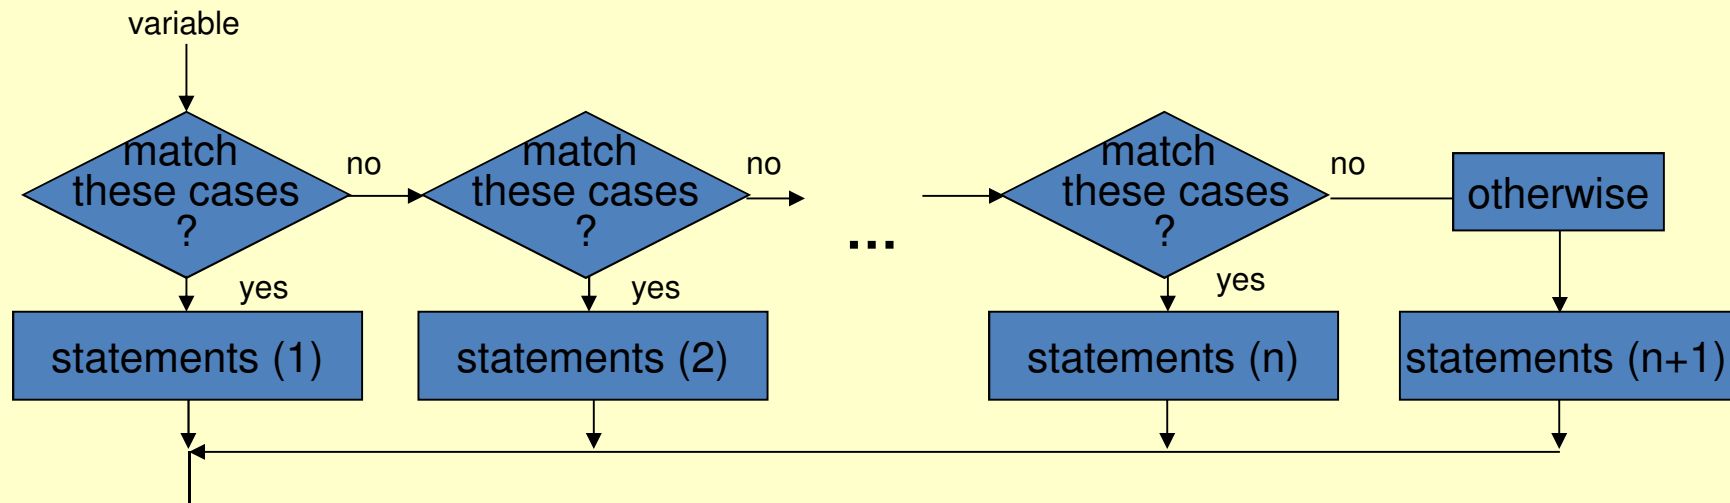 variable
match
these cases
?
no
match
these cases
?
no
...
match
these cases
?
no
otherwise
yes
yes
yes
statements (1)
statements (2)
statements (n)
statements (n+1)